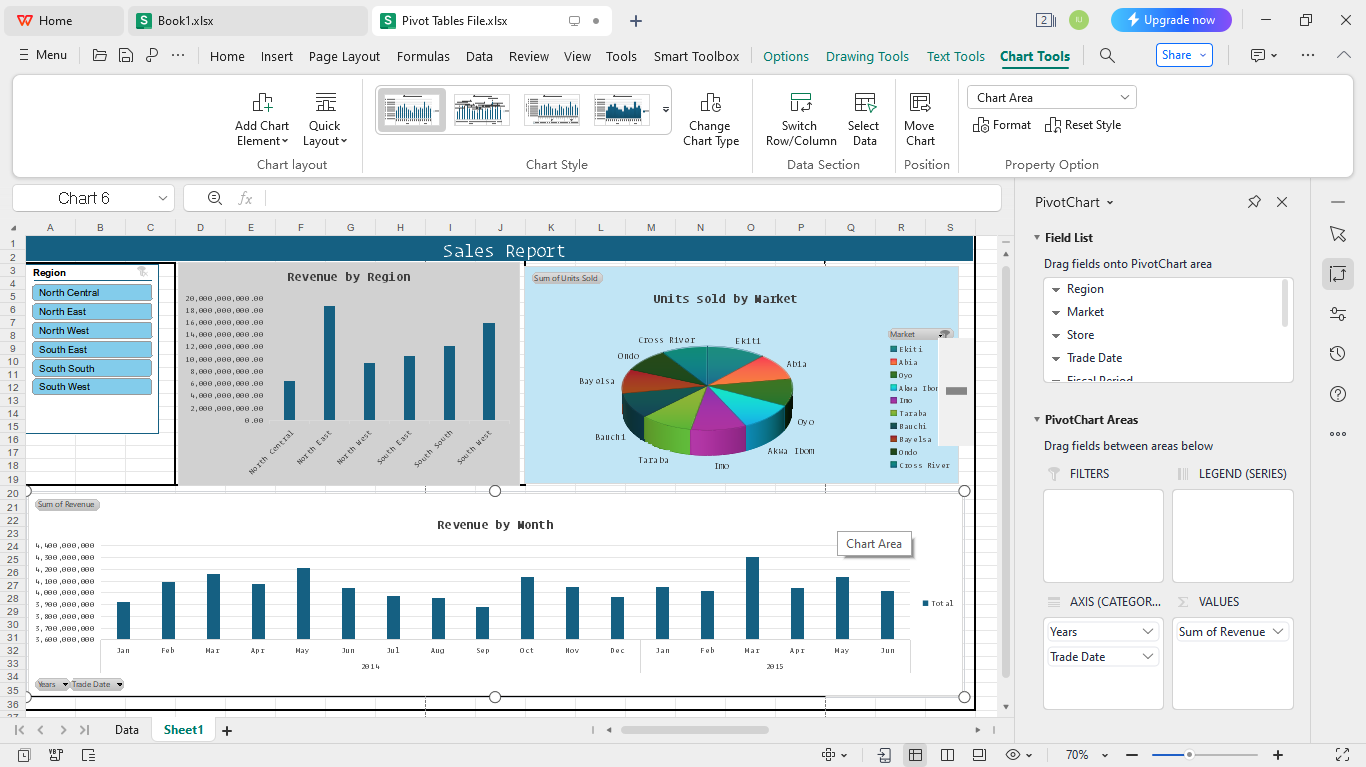 Home
Book1.xlsx
Pivot Tables File.xlsx
2
Upgrade now
Menu
Home Insert Page Layout Formulas Data Review View Tools Smart Toolbox Options Drawing Tools Text Tools Chart Tools
Share
Add Chart Element
Quick Layout
Chart layout
Chart Style
Change Chart Type
Switch Row/Column
Select Data
Data Section
Move Chart
Position
Chart Area
Format
Reset Style
Property Option
Chart 6
fx
A B C D E F G H I J K L M N O P Q R S
1
2
3
4
5
6
7
8
9
10
11
12
13
14
15
16
17
18
19
20
21
22
23
24
25
26
27
28
29
30
31
32
33
34
35
36
37
Sales Report
Region
North Central
North East
North West
South East
South South
South West
Revenue by Region
20,000,000,000.00
18,000,000,000.00
16,000,000,000.00
14,000,000,000.00
12,000,000,000.00
10,000,000,000.00
8,000,000,000.00
6,000,000,000.00
4,000,000,000.00
2,000,000,000.00
0.00
North Central
North East
North West
South East
South South
South West
Sum of Units Sold
Units sold by Market
Cross River
Ekiti
Ondo
Abia
Bayelsa
Oyo
Bauchi
Akwa Ibom
Taraba
Imo
Market
Ekiti
Abia
Oyo
Akwa Ibom
Imo
Taraba
Bauchi
Bayelsa
Ondo
Cross River
Sum of Revenue
Revenue by Month
Chart Area
4,400,000,000
4,300,000,000
4,200,000,000
4,100,000,000
4,000,000,000
3,900,000,000
3,800,000,000
3,700,000,000
3,600,000,000
Total
Jan Feb Mar Apr May Jun Jul Aug Sep Oct Nov Dec Jan Feb Mar Apr May Jun
2014 2015
Years
Trade Date
PivotChart
Field List
Drag fields onto PivotChart area
Region
Market
Store
Trade Date
Fiscal Period
PivotChart Areas
Drag fields between areas below
FILTERS
LEGEND (SERIES)
AXIS (CATEGOR...
VALUES
Years
Trade Date
Sum of Revenue
Data
Sheet1
70%